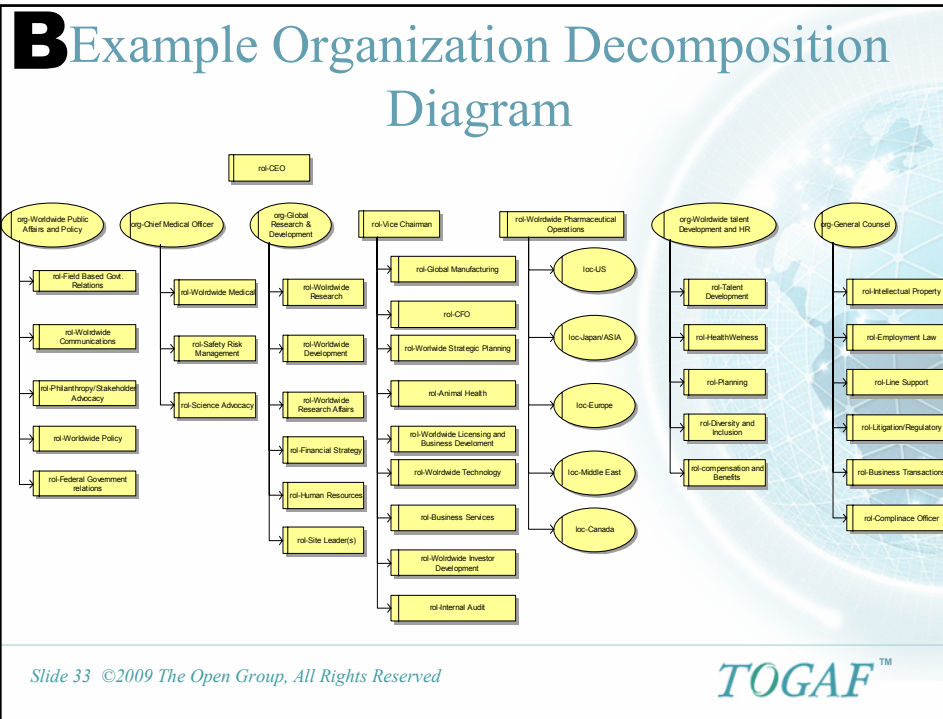 B
Example Organization Decomposition
Diagram
rol-CEO
org-Worldwide Public
Affairs and Policy
rol-Field Based Govt.
Relations
rol-Wolrdwide
Communications
rol-Philanthropy/Stakeholder
Advocacy
rol-Worldwide Policy
rol-Federal Government
relations
org-Chief Medical Officer
rol-Wolrdwide Medical
rol-Safety Risk
Management
rol-Science Advocacy
org-Global
Research &
Development
rol-Wolrdwide
Research
rol-Worldwide
Development
rol-Worldwide
Research Affairs
rol-Financial Strategy
rol-Human Resources
rol-Site Leader(s)
rol-Vice Chairman
rol-Global Manufacturing
rol-CFO
rol-Worlwide Strategic Planning
rol-Animal Health
rol-Worldwide Licensing and
Business Develoment
rol-Wolrdwide Technology
rol-Business Services
rol-Wolrdwide Investor
Development
rol-Internal Audit
rol-Wolrdwide Pharmaceutical
Operations
loc-US
loc-Japan/ASIA
loc-Europe
loc-Middle East
loc-Canada
org-Wolrdwide talent
Development and HR
rol-Talent
Development
rol-HealthWelness
rol-Planning
rol-Diversity and
Inclusion
rol-compensation and
Benefits
org-General Counsel
rol-Intellectual Property
rol-Employment Law
rol-Line Support
rol-Litigation/Regulatory
rol-Business Transactions
rol-Complinace Officer
Slide 33 ©2009 The Open Group, All Rights Reserved
TOGAF™